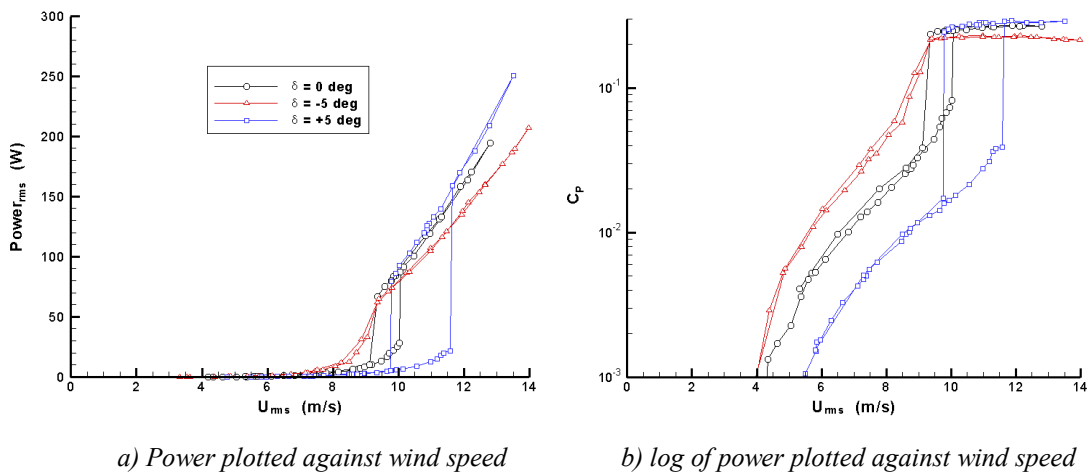 300
250
200
150
100
50
0
Power_rms (W)
δ = 0 deg
δ = -5 deg
δ = +5 deg
0 2 4 6 8 10 12 14
U_rms (m/s)
10^-1
10^-2
10^-3
C_P
0 2 4 6 8 10 12 14
U_rms (m/s)
a) Power plotted against wind speed
b) log of power plotted against wind speed